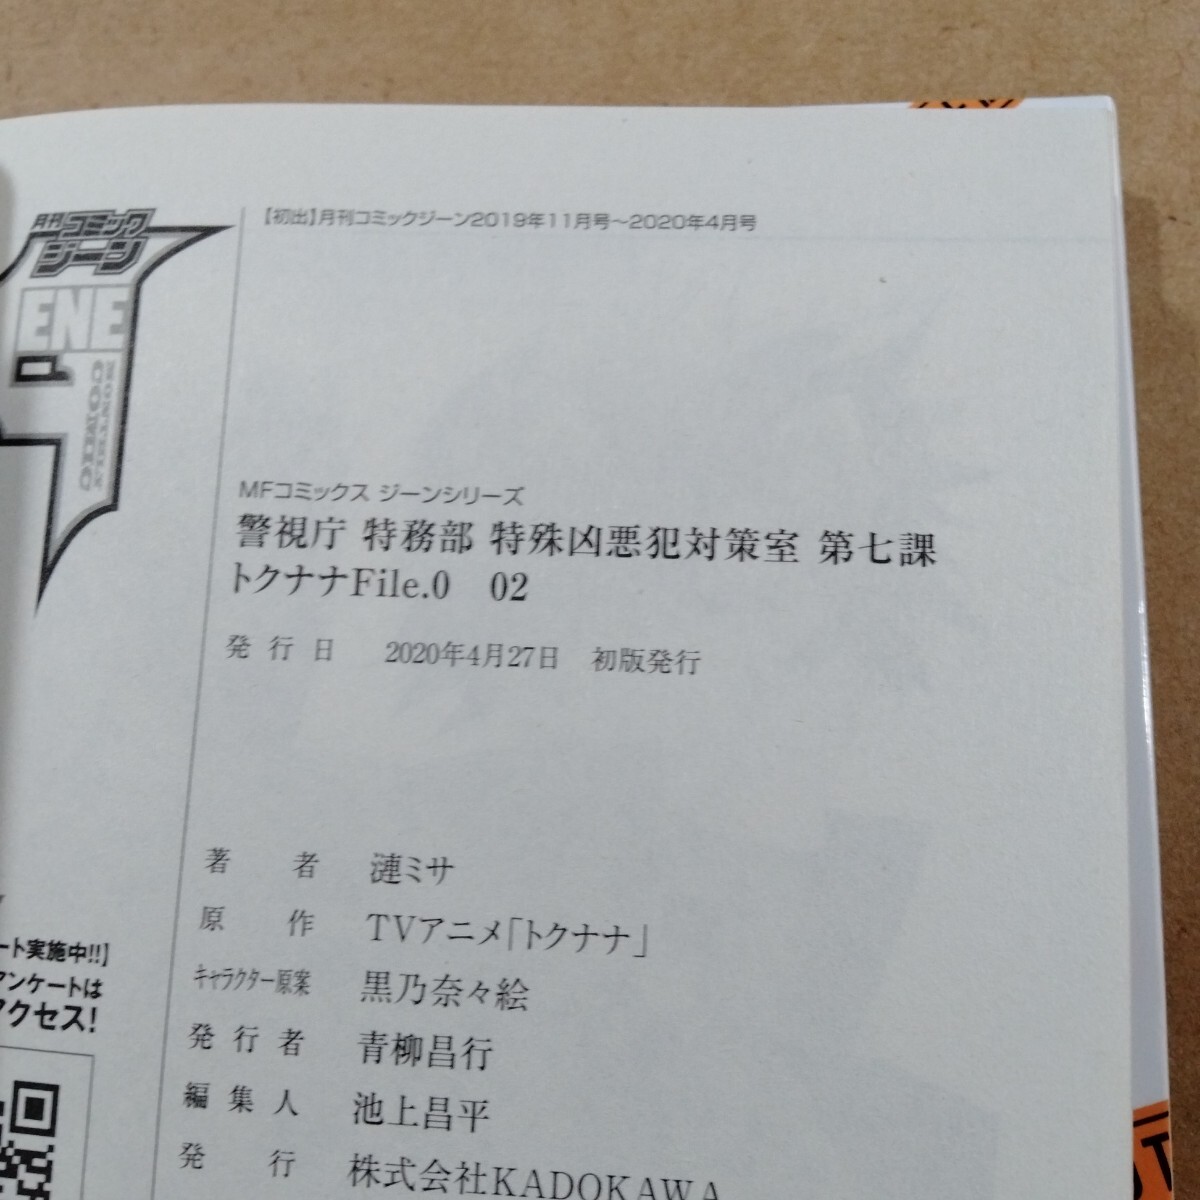 【初出】月刊コミックジーン2019年11月号～2020年4月号
月刊コミック
ジーン
ENE
MONTHLY
COMIC
MFコミックス ジーンシリーズ
警視庁 特務部 特殊凶悪犯対策室 第七課
トクナナFile.0 02
発行日 2020年4月27日 初版発行
著者 漣ミサ
原作 TVアニメ「トクナナ」
キャラクター原案 黒乃奈々絵
発行者 青柳昌行
編集人 池上昌平
発行 株式会社KADOKAWA
ート実施中!!】
アンケートは
アクセス!